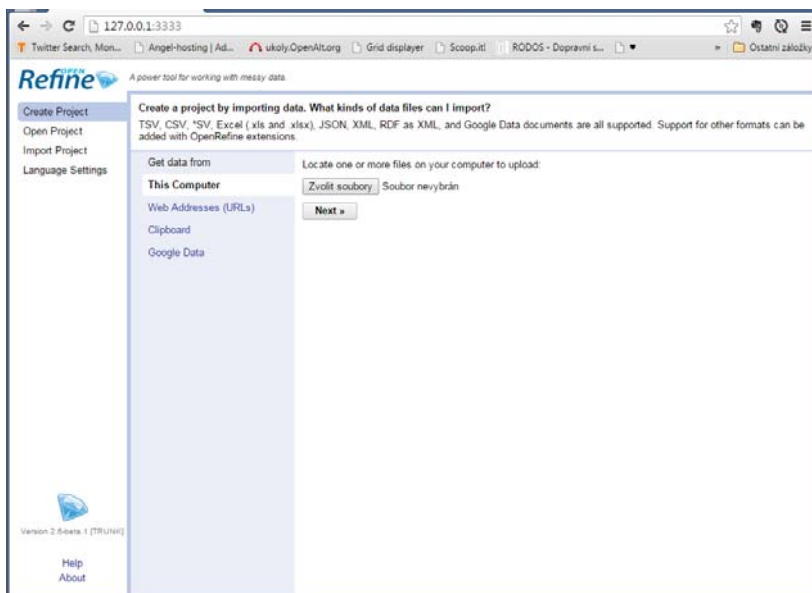 127.0.0.1:3333
Twitter Search, Mon... Angel-hosting | Ad... ukoly.OpenAlt.org Grid displayer Scoop.it! RODOS - Dopravní s... » Ostatní záložky
OPEN
Refine A power tool for working with messy data.
Create Project
Open Project
Import Project
Language Settings
Create a project by importing data. What kinds of data files can I import?
TSV, CSV, *SV, Excel (.xls and .xlsx), JSON, XML, RDF as XML, and Google Data documents are all supported. Support for other formats can be
added with OpenRefine extensions.
Get data from
This Computer
Web Addresses (URLs)
Clipboard
Google Data
Locate one or more files on your computer to upload:
Zvolit soubory Soubor nevybrán
Next »
Version 2.6-beta.1 [TRUNK]
Help
About